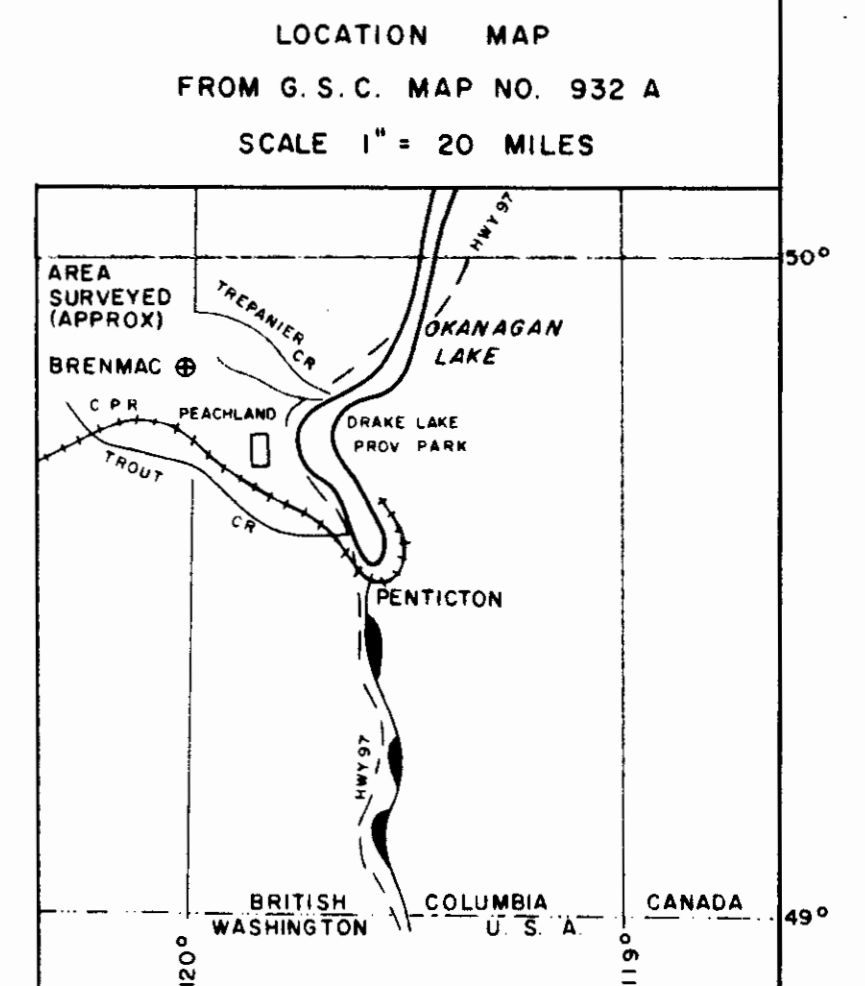 LOCATION MAP
FROM G.S.C. MAP NO. 932 A
SCALE 1" = 20 MILES
HWY 97
50°
AREA
SURVEYED
(APPROX)
TREPANIER
CR
OKANAGAN
LAKE
BRENMAC
C P R
PEACHLAND
DRAKE LAKE
PROV PARK
TROUT
CR
PENTICTON
HWY 97
BRITISH COLUMBIA CANADA
49°
WASHINGTON U. S. A.
120°
119°